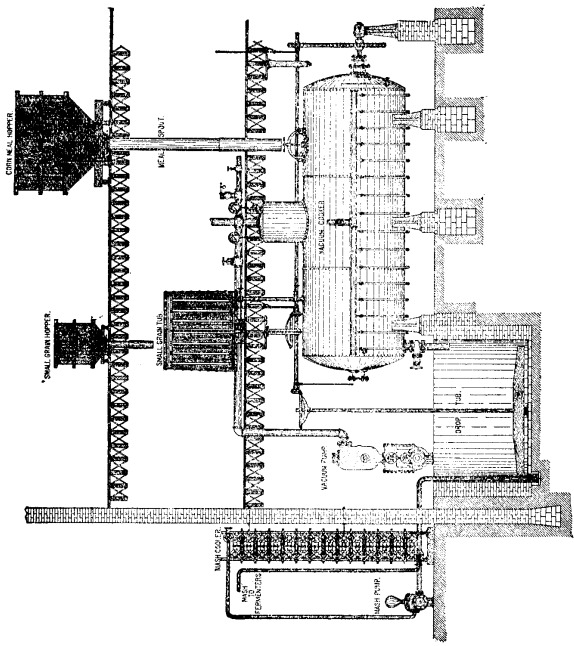 CORN MEAL HOPPER.
MEAL SPOUT.
SMALL GRAIN HOPPER.
SMALL GRAIN TUB
VACUUM COOKER
VACUUM PUMP.
DROP TUB.
MASH COOLER.
MASH
TO
FERMENTERS
MASH PUMP.